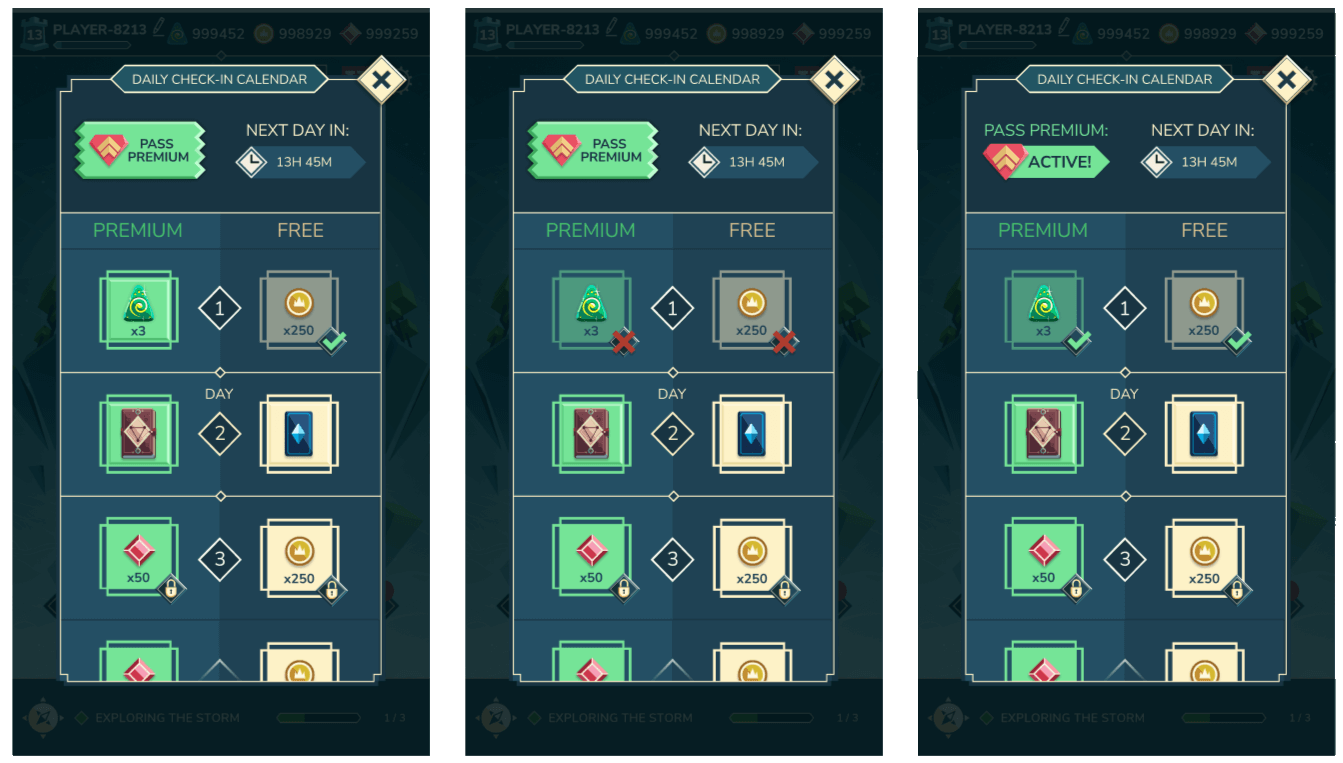 13 PLAYER-8213 999452 998929 999259
DAILY CHECK-IN CALENDAR
PASS
PREMIUM
NEXT DAY IN:
13H 45M
PREMIUM FREE
x3 1 x250
DAY
2
3
x50 x250
EXPLORING THE STORM 1/3
13 PLAYER-8213 999452 998929 999259
DAILY CHECK-IN CALENDAR
PASS
PREMIUM
NEXT DAY IN:
13H 45M
PREMIUM FREE
x3 1 x250
DAY
2
3
x50 x250
EXPLORING THE STORM 1/3
13 PLAYER-8213 999452 998929 999259
DAILY CHECK-IN CALENDAR
PASS PREMIUM:
ACTIVE!
NEXT DAY IN:
13H 45M
PREMIUM FREE
x3 1 x250
DAY
2
3
x50 x250
EXPLORING THE STORM 1/3